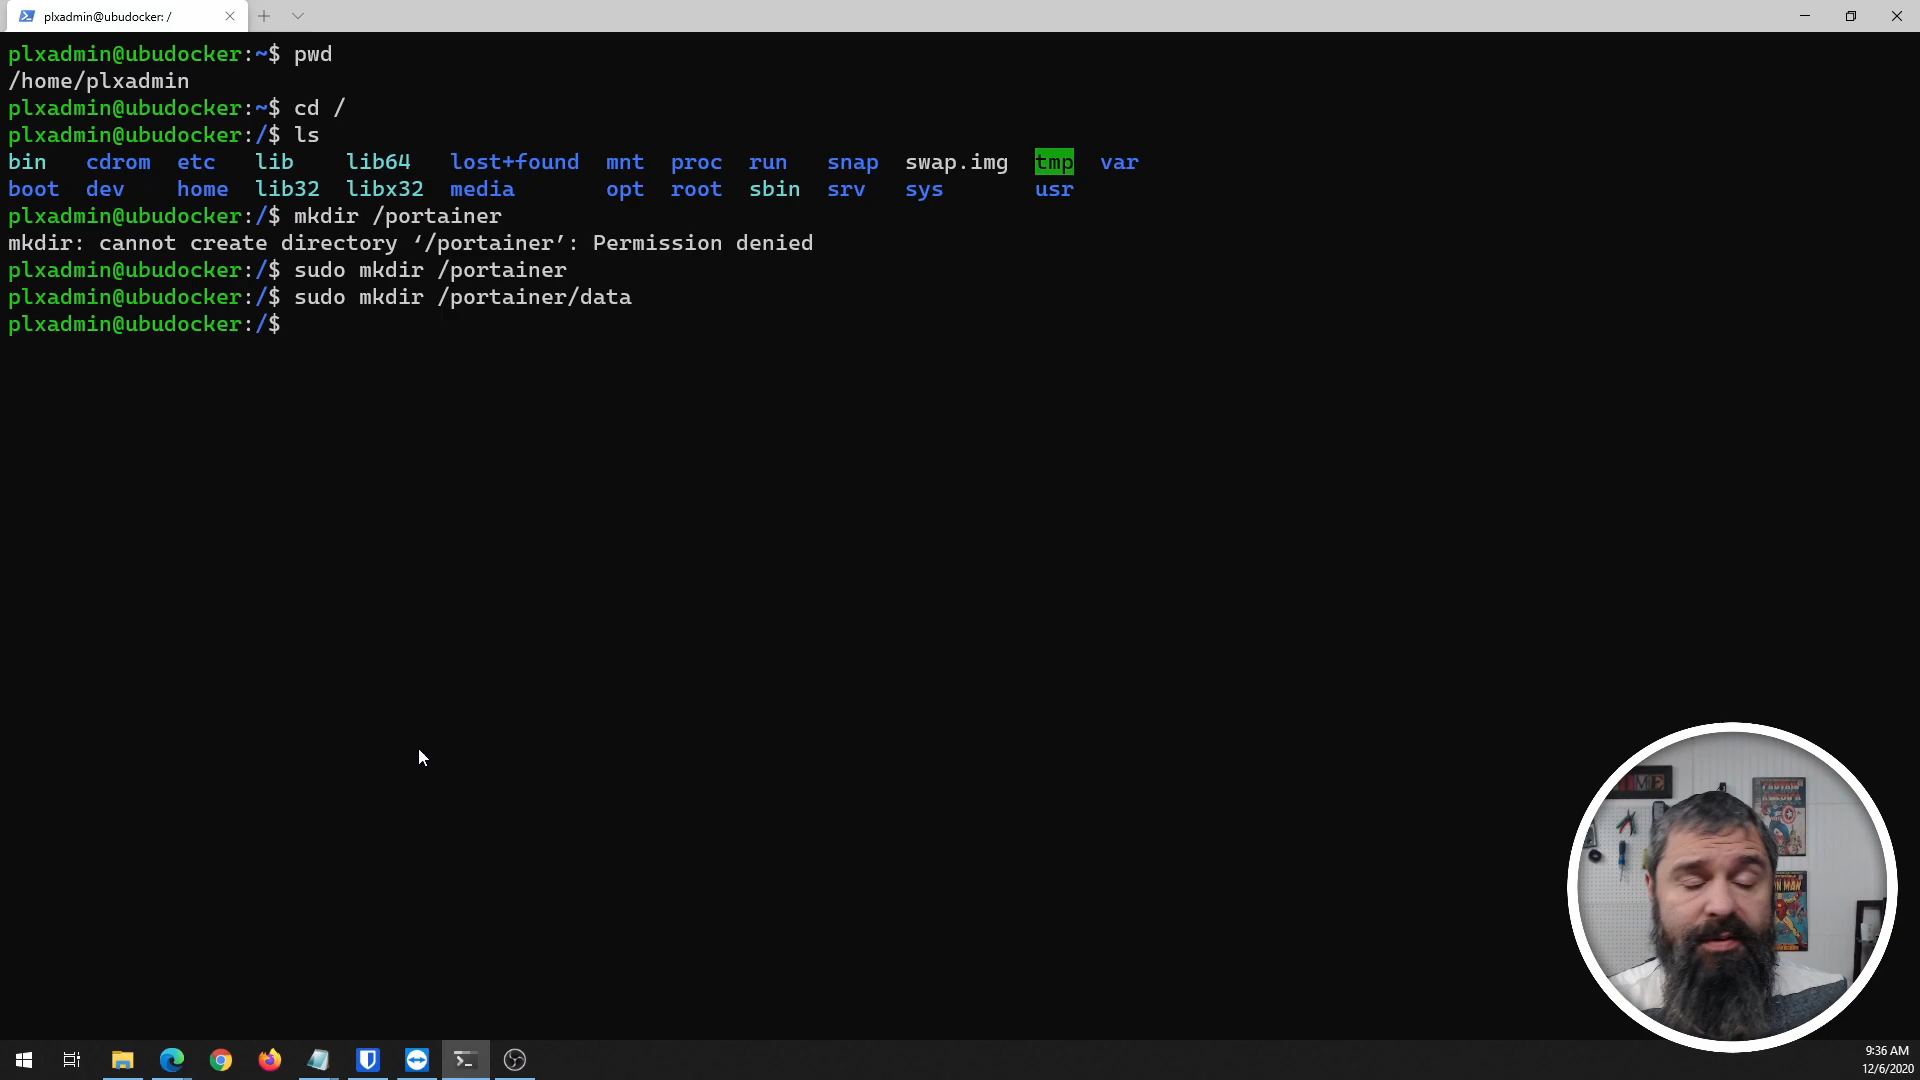 plxadmin@ubudocker: /
plxadmin@ubudocker:~$ pwd
/home/plxadmin
plxadmin@ubudocker:~$ cd /
plxadmin@ubudocker:/$ ls
bin cdrom etc lib lib64 lost+found mnt proc run snap swap.img tmp var
boot dev home lib32 libx32 media opt root sbin srv sys usr
plxadmin@ubudocker:/$ mkdir /portainer
mkdir: cannot create directory ‘/portainer’: Permission denied
plxadmin@ubudocker:/$ sudo mkdir /portainer
plxadmin@ubudocker:/$ sudo mkdir /portainer/data
plxadmin@ubudocker:/$
9:36 AM
12/6/2020